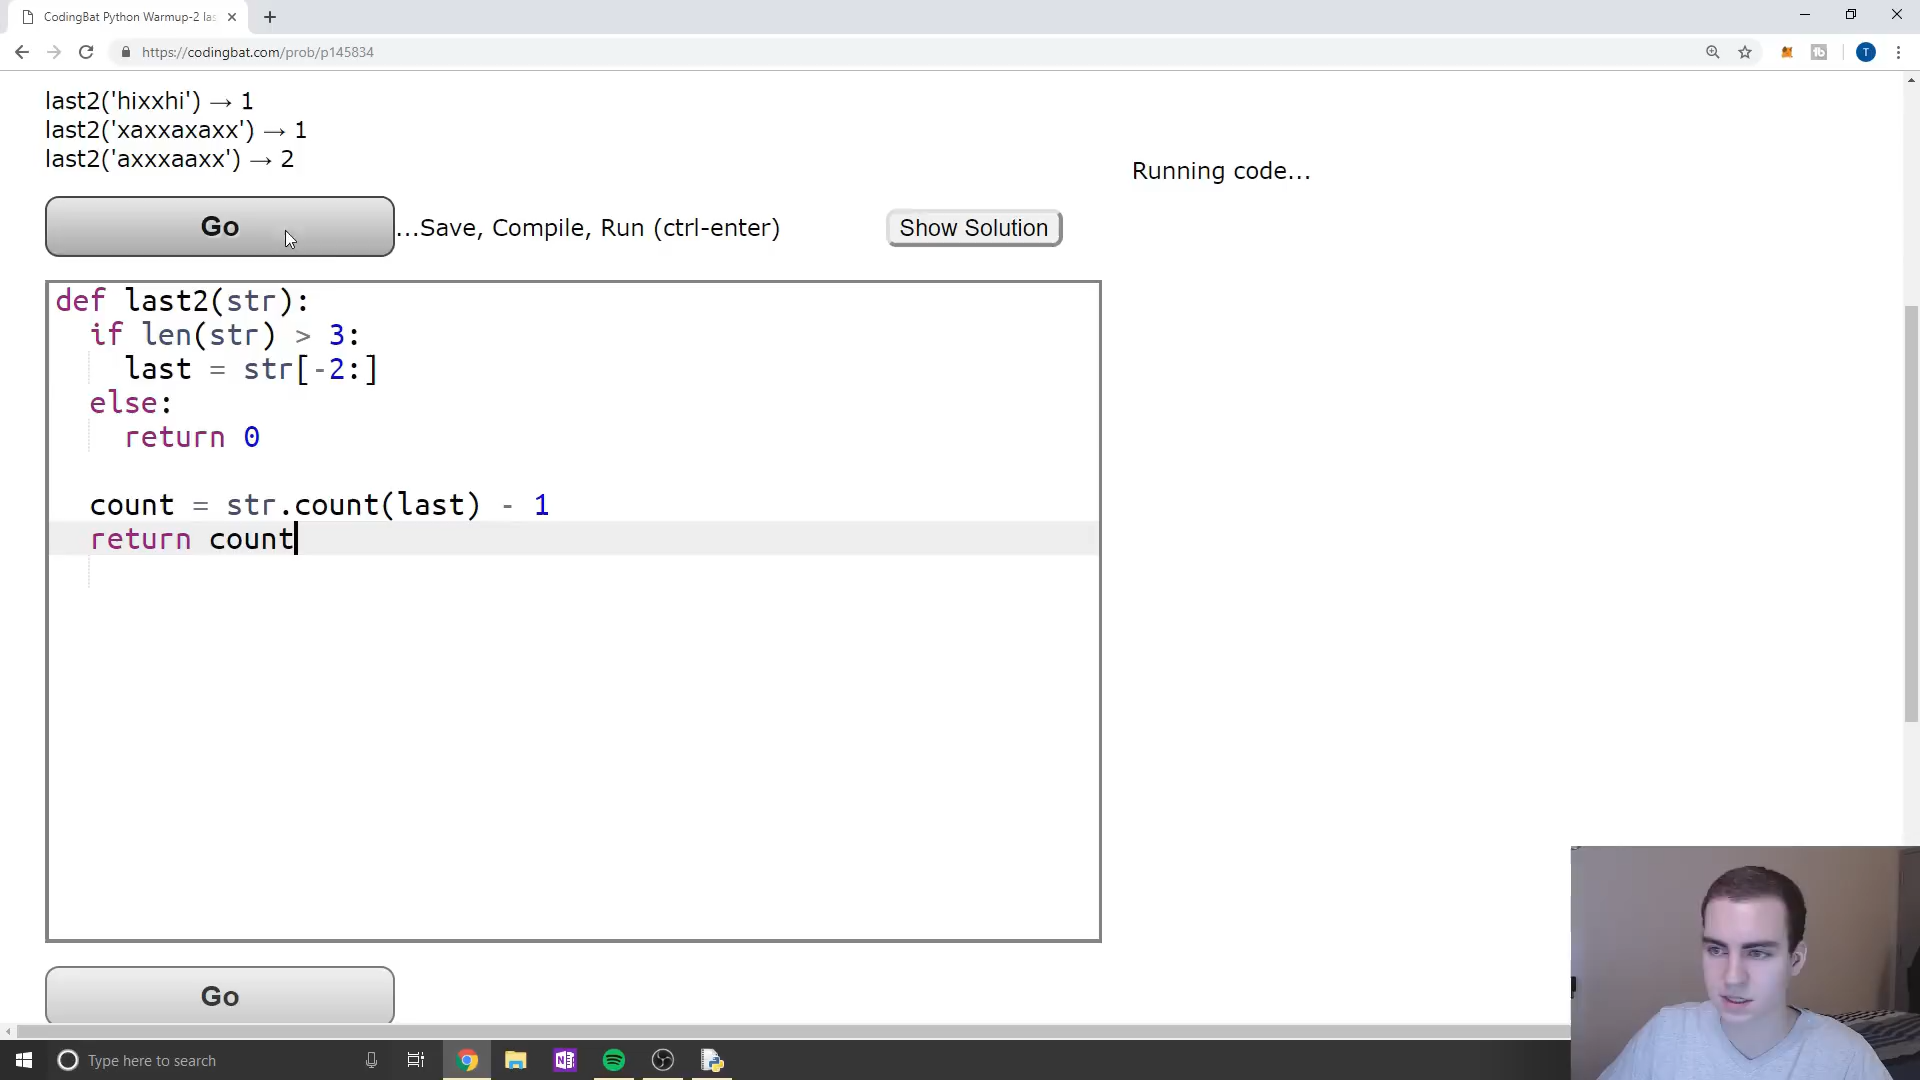 CodingBat Python Warmup-2 las
https://codingbat.com/prob/p145834
T
last2('hixxhi') → 1
last2('xaxxaxaxx') → 1
last2('axxxaaxx') → 2
Running code...
Go
...Save, Compile, Run (ctrl-enter)
Show Solution
def last2(str):
if len(str) > 3:
last = str[-2:]
else:
return 0
count = str.count(last) - 1
return count
Go
Type here to search